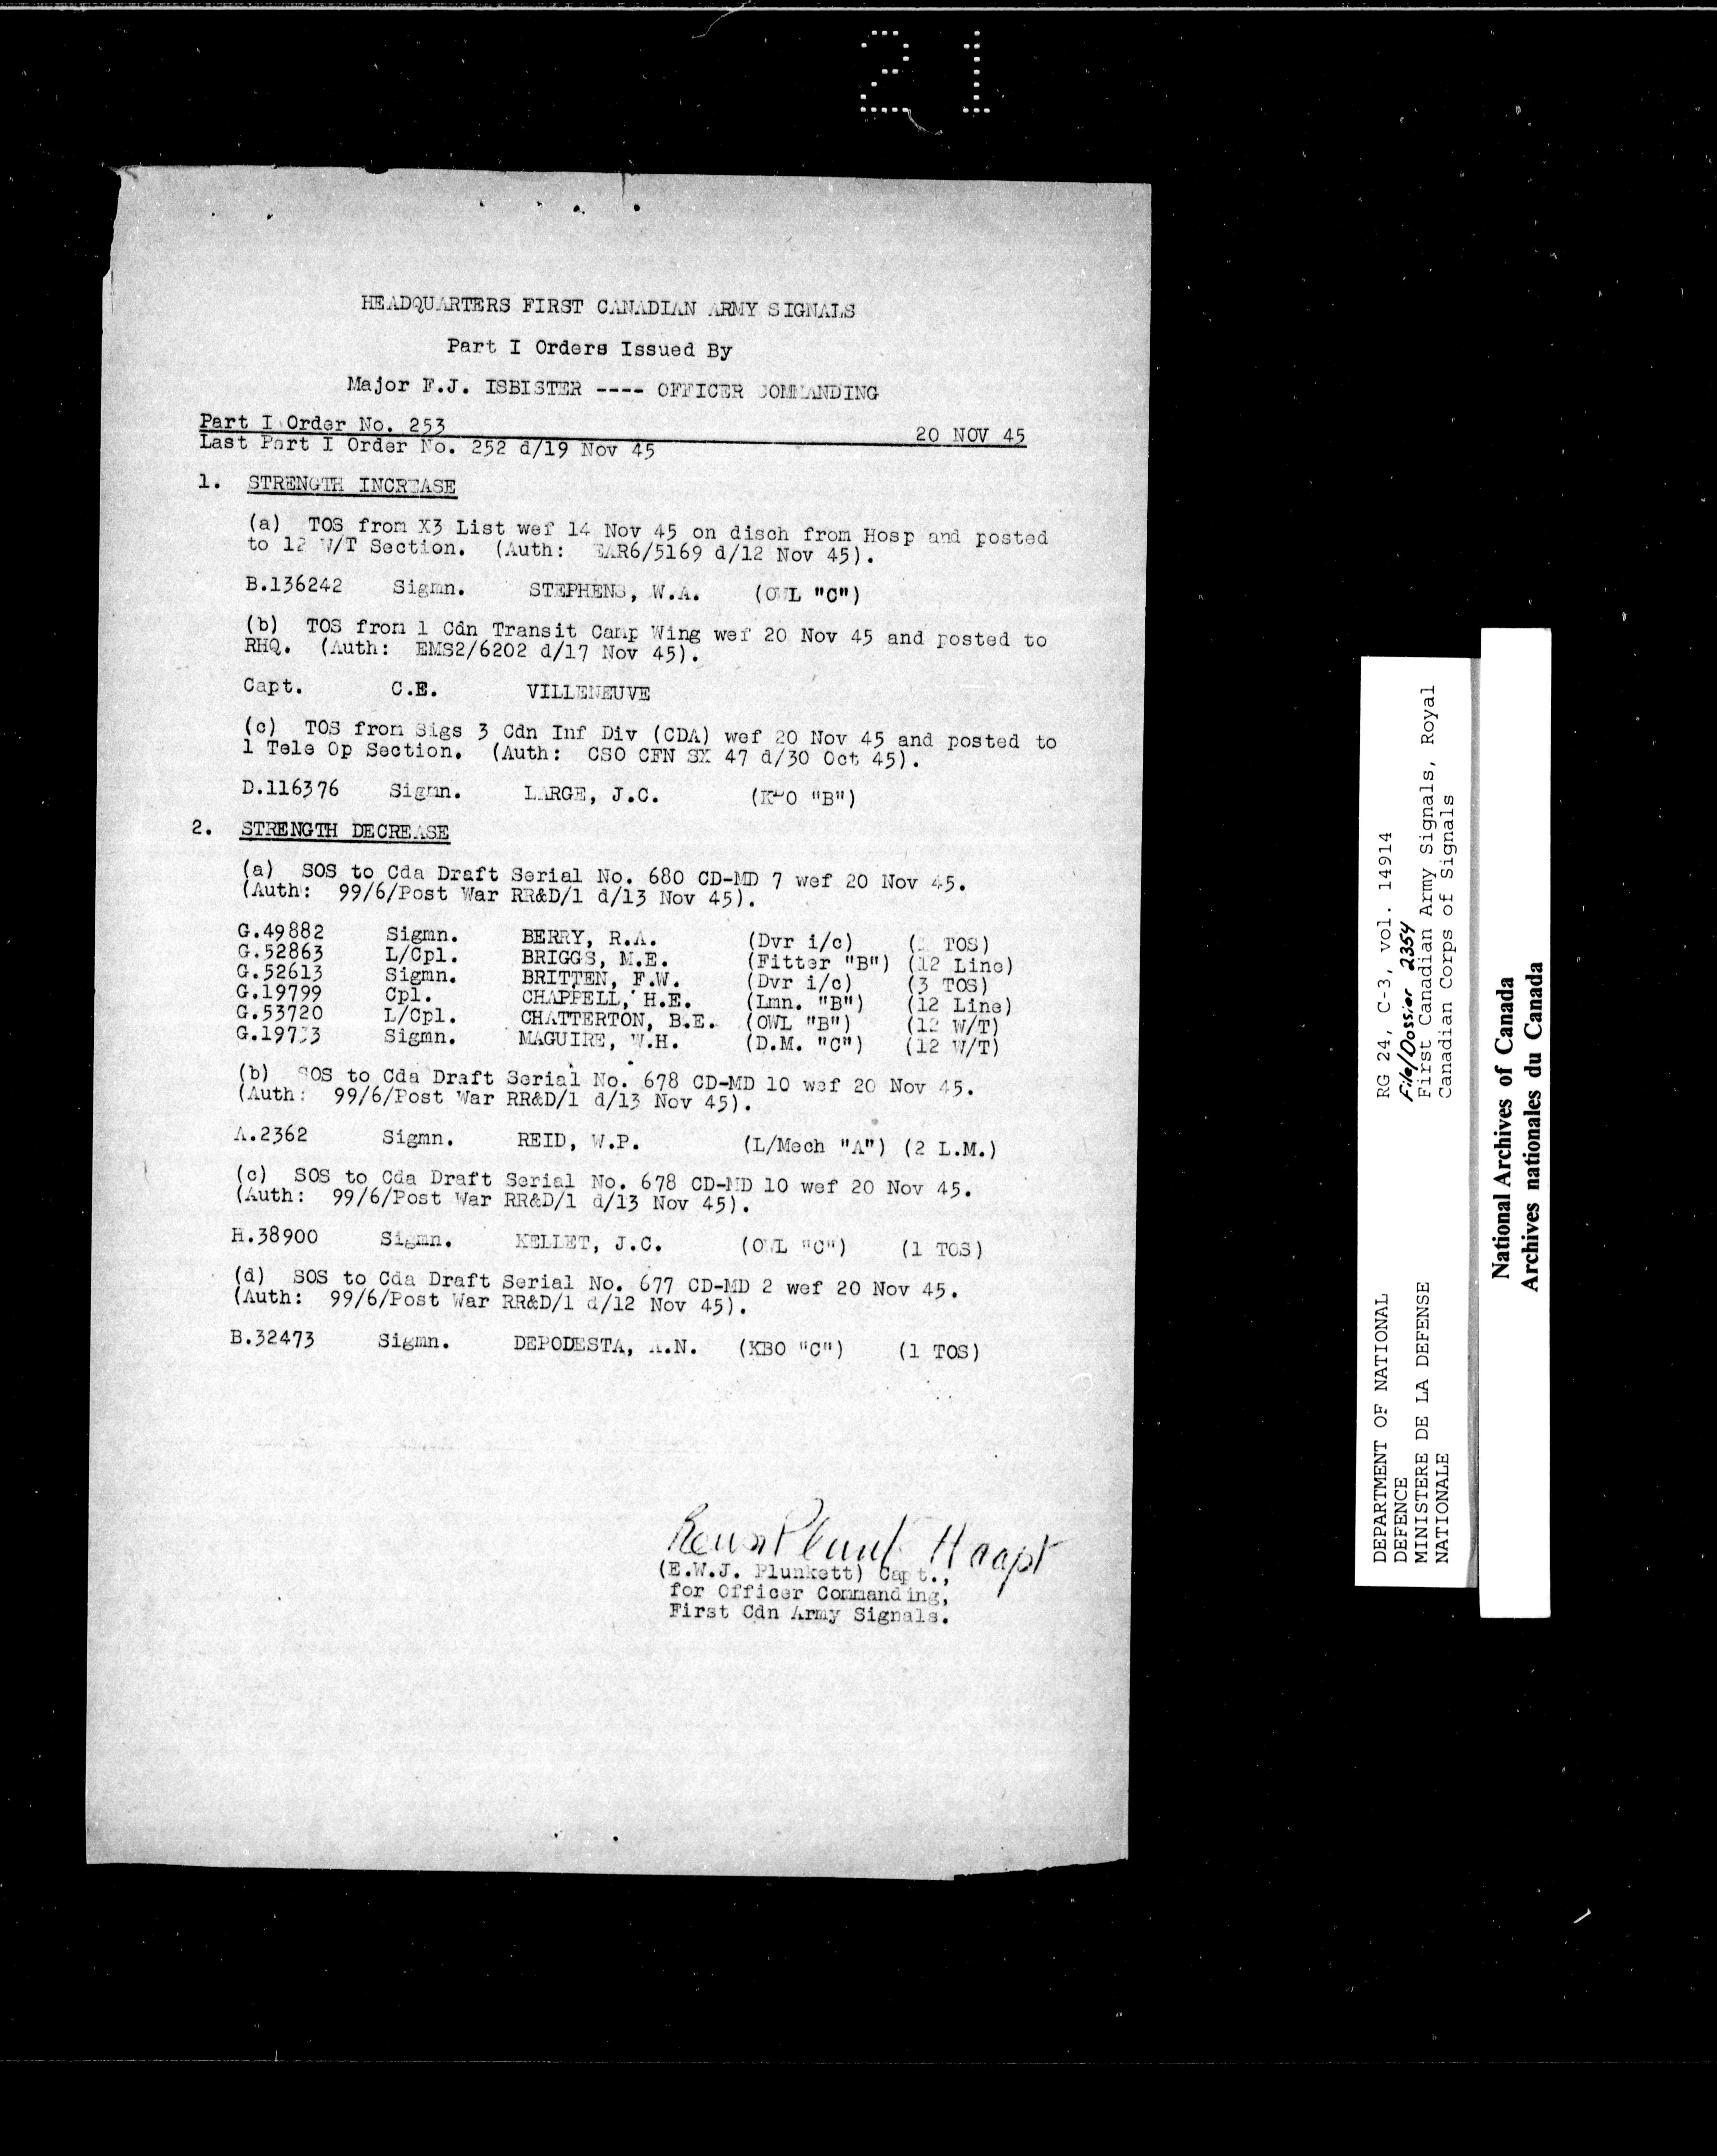 21
HEADQUARTERS FIRST CANADIAN ARMY SIGNALS
Part I Orders Issued By
Major F.J. ISBISTER ---- OFFICER COMMANDING
Part I Order No. 253 20 NOV 45
Last Part I Order No. 252 d/19 Nov 45
1. STRENGTH INCREASE
(a) TOS from X3 List wef 14 Nov 45 on disch from Hosp and posted
to 12 W/T Section. (Auth: EAR6/5169 d/12 Nov 45).
B.136242 Sigmn. STEPHENS, W.A. (OWL "C")
(b) TOS from 1 Cdn Transit Camp Wing wef 20 Nov 45 and posted to
RHQ. (Auth: EMS2/6202 d/17 Nov 45).
Capt. C.E. VILLENEUVE
(c) TOS from Sigs 3 Cdn Inf Div (CDA) wef 20 Nov 45 and posted to
1 Tele Op Section. (Auth: CSO CFN SX 47 d/30 Oct 45).
D.116376 Sigmn. LARGE, J.C. (KBO "B")
2. STRENGTH DECREASE
(a) SOS to Cda Draft Serial No. 680 CD-MD 7 wef 20 Nov 45.
(Auth: 99/6/Post War RR&D/1 d/13 Nov 45).
G.49882 Sigmn. BERRY, R.A. (Dvr i/c) ( TOS)
G.52863 L/Cpl. BRIGGS, M.E. (Fitter "B") (12 Line)
G.52613 Sigmn. BRITTEN, F.W. (Dvr i/c) (3 TOS)
G.19799 Cpl. CHAPPELL, H.E. (Lmn. "B") (12 Line)
G.53720 L/Cpl. CHATTERTON, B.E. (OWL "B") (12 W/T)
Sigmn. MAGUIRE, W.H. (D.M. "C") (12 W/T)
(b) SOS to Cda Draft Serial No. 678 CD-MD 10 wef 20 Nov 45.
(Auth: 99/6/Post War RR&D/1 d/13 Nov 45).
A.2362 Sigmn. REID, W.P. (L/Mech "A") (2 L.M.)
(c) SOS to Cda Draft Serial No. 678 CD-MD 10 wef 20 Nov 45.
(Auth: 99/6/Post War RR&D/1 d/13 Nov 45).
H.38900 Sigmn. KELLET, J.C. (OWL "C") (1 TOS)
(d) SOS to Cda Draft Serial No. 677 CD-MD 2 wef 20 Nov 45.
(Auth: 99/6/Post War RR&D/1 d/12 Nov 45).
B.32473 Sigmn. DEPODESTA, A.N. (KBO "C") (1 TOS)
(E.W.J. Plunkett) Capt.,
for Officer Commanding,
First Cdn Army Signals.
DEPARTMENT OF NATIONAL
DEFENCE
MINISTERE DE LA DEFENSE
NATIONALE
RG 24, C-3, vol. 14914
File/Dossier 2354
First Canadian Army Signals, Royal
Canadian Corps of Signals
National Archives of Canada
Archives nationales du Canada